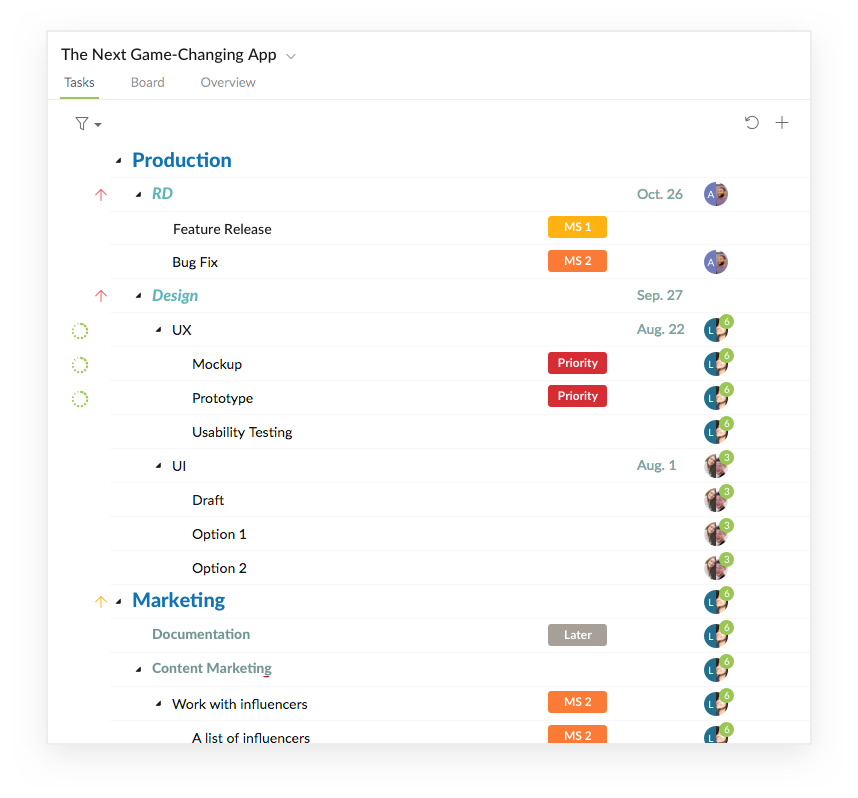 The Next Game-Changing App
Tasks Board Overview
Production
RD Oct. 26 A
Feature Release MS 1
Bug Fix MS 2 A
Design Sep. 27
UX Aug. 22 L 6
Mockup Priority L 6
Prototype Priority L 6
Usability Testing L 6
UI Aug. 1 3
Draft 3
Option 1 3
Option 2 3
Marketing L 6
Documentation Later L 6
Content Marketing L 6
Work with influencers MS 2 L 6
A list of influencers MS 2 L 6